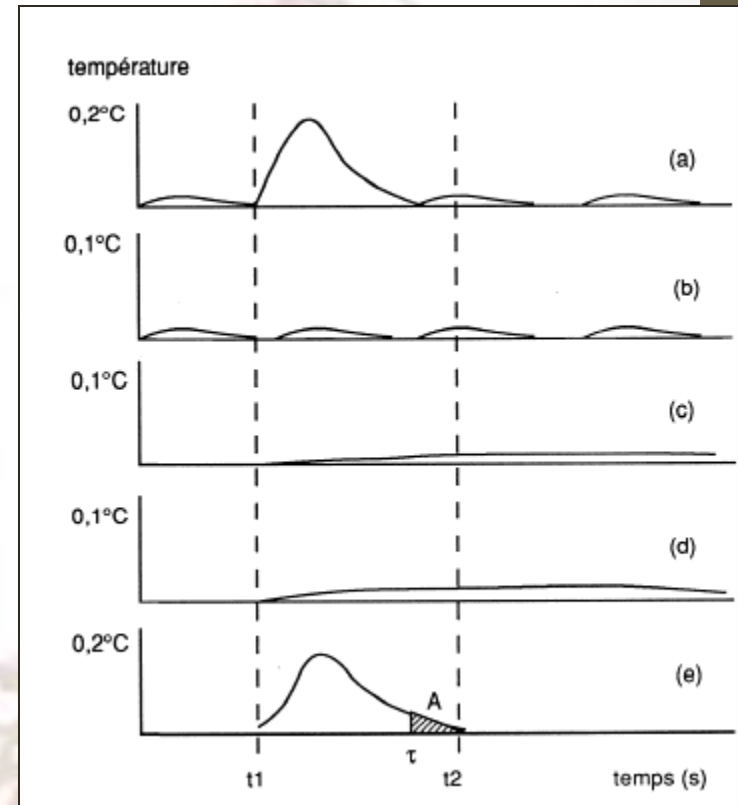 température
0,2°C
(a)
0,1°C
(b)
0,1°C
(c)
0,1°C
(d)
0,2°C
(e)
A
τ
t1 t2 temps (s)